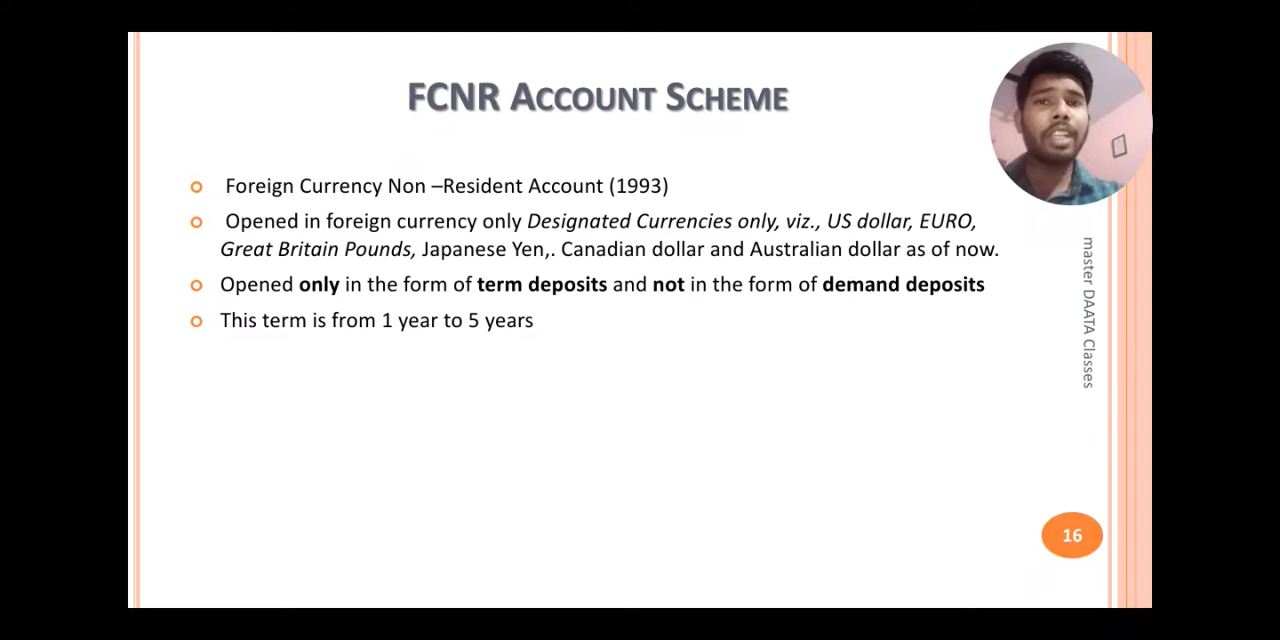 FCNR ACCOUNT SCHEME
Foreign Currency Non –Resident Account (1993)
Opened in foreign currency only Designated Currencies only, viz., US dollar, EURO,
Great Britain Pounds, Japanese Yen,. Canadian dollar and Australian dollar as of now.
Opened only in the form of term deposits and not in the form of demand deposits
This term is from 1 year to 5 years
master DAATA Classes
16